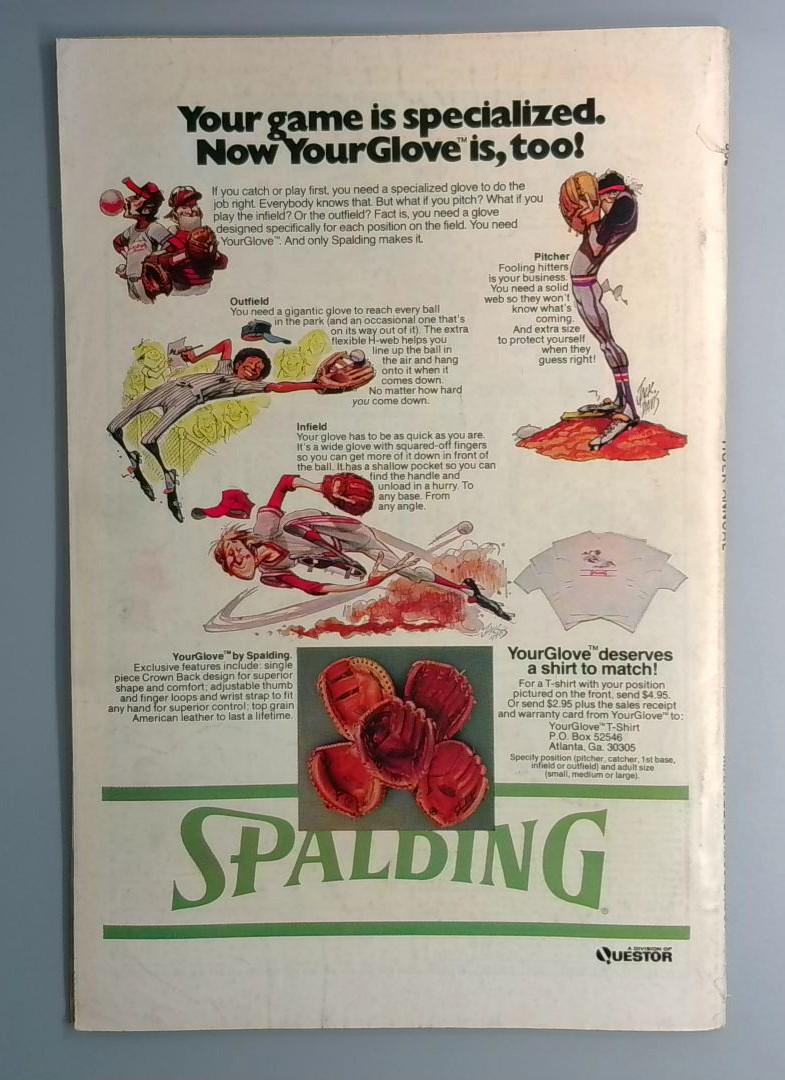 Your game is specialized.
Now YourGlove™ is, too!
If you catch or play first, you need a specialized glove to do the
job right. Everybody knows that. But what if you pitch? What if you
play the infield? Or the outfield? Fact is, you need a glove
designed specifically for each position on the field. You need
YourGlove™. And only Spalding makes it.
Pitcher
Fooling hitters
is your business.
You need a solid
web so they won't
know what's
coming.
And extra size
to protect yourself
when they
guess right!
Outfield
You need a gigantic glove to reach every ball
in the park (and an occasional one that's
on its way out of it). The extra
flexible H-web helps you
line up the ball in
the air and hang
onto it when it
comes down.
No matter how hard
you come down.
JACK
DAVIS
Infield
Your glove has to be as quick as you are.
It's a wide glove with squared-off fingers
so you can get more of it down in front of
the ball. It has a shallow pocket so you can
find the handle and
unload in a hurry. To
any base. From
any angle.
YourGlove™ by Spalding.
Exclusive features include: single
piece Crown Back design for superior
shape and comfort; adjustable thumb
and finger loops and wrist strap to fit
any hand for superior control; top grain
American leather to last a lifetime.
YourGlove™ deserves
a shirt to match!
For a T-shirt with your position
pictured on the front, send $4.95.
Or send $2.95 plus the sales receipt
and warranty card from YourGlove™ to:
YourGlove™ T-Shirt
P.O. Box 52546
Atlanta, Ga. 30305
Specify position (pitcher, catcher, 1st base,
infield or outfield) and adult size
(small, medium or large).
SPALDING®
A DIVISION OF
QUESTOR